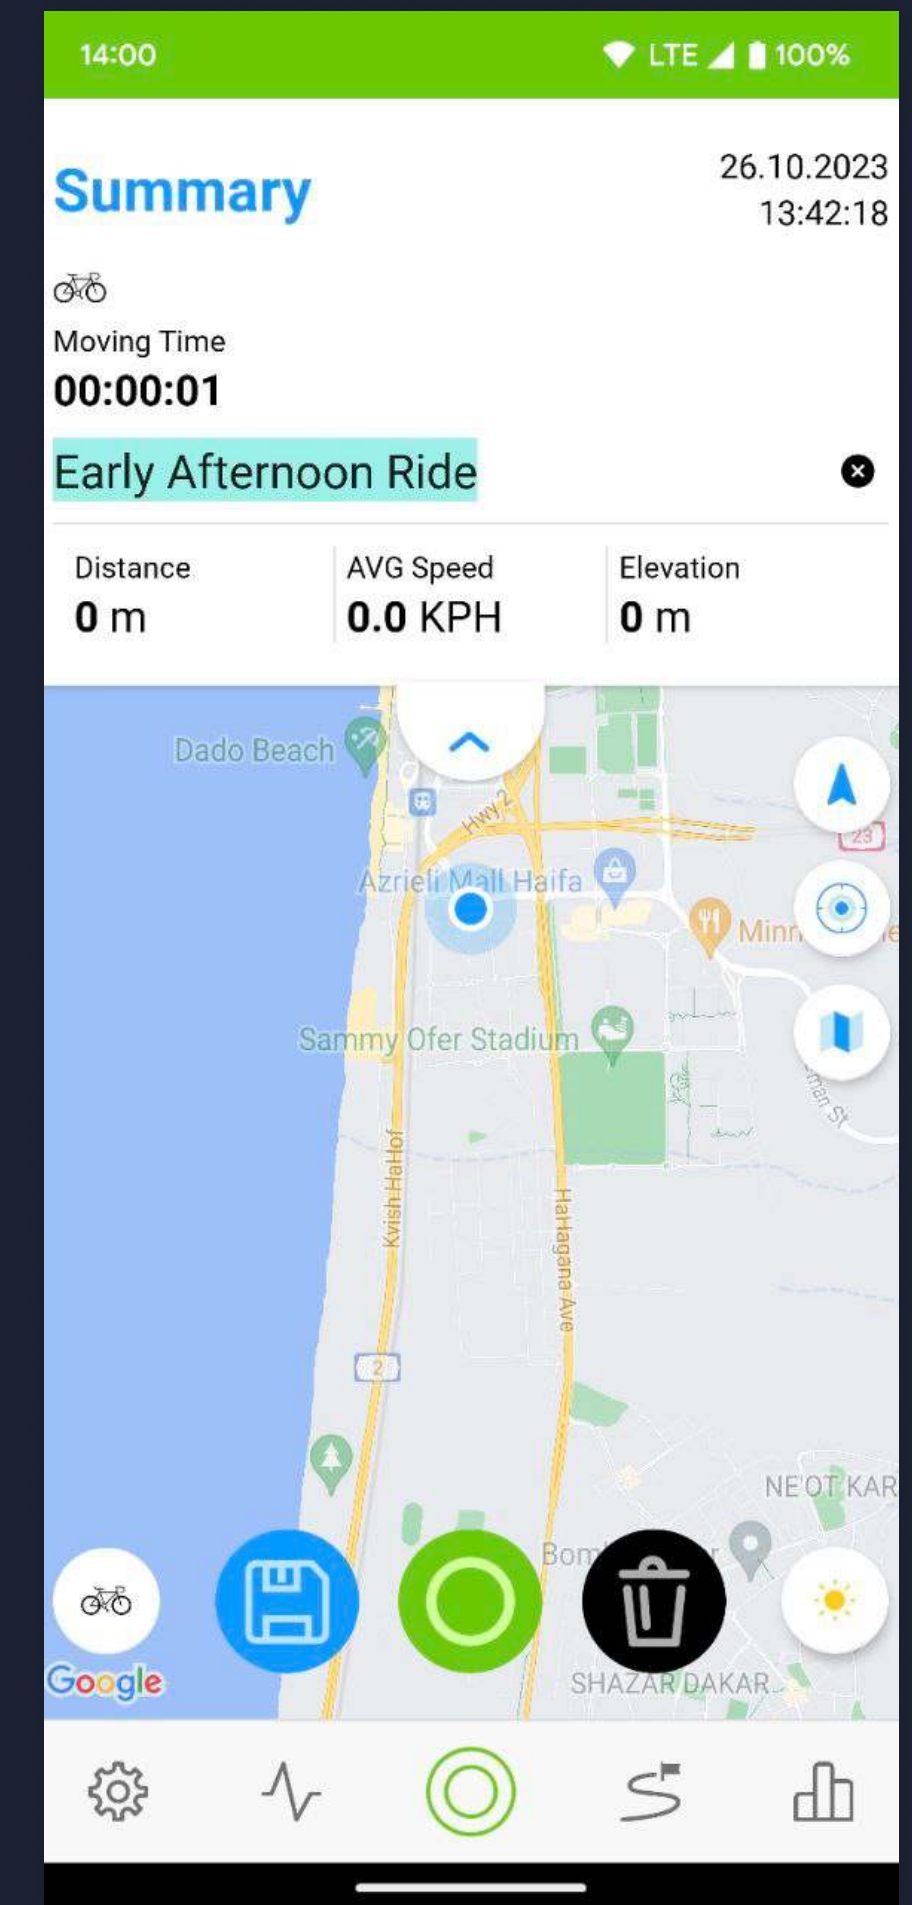 14:00 LTE 100%
Summary
26.10.2023
13:42:18
Moving Time
00:00:01
Early Afternoon Ride
Distance AVG Speed Elevation
0 m 0.0 KPH 0 m
Dado Beach
Hwy 2
23
Azrieli Mall Haifa
Sammy Ofer Stadium
Kvish HaHof
HaHagana Ave
2
NE'OT KAR
Google
SHAZAR DAKAR